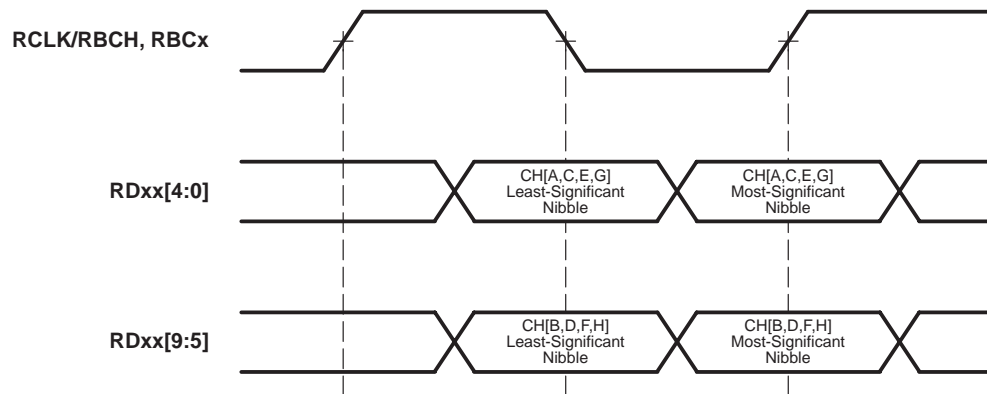 RCLK/RBCH, RBCx
RDxx[4:0]
CH[A,C,E,G]
Least-Significant
Nibble
CH[A,C,E,G]
Most-Significant
Nibble
RDxx[9:5]
CH[B,D,F,H]
Least-Significant
Nibble
CH[B,D,F,H]
Most-Significant
Nibble